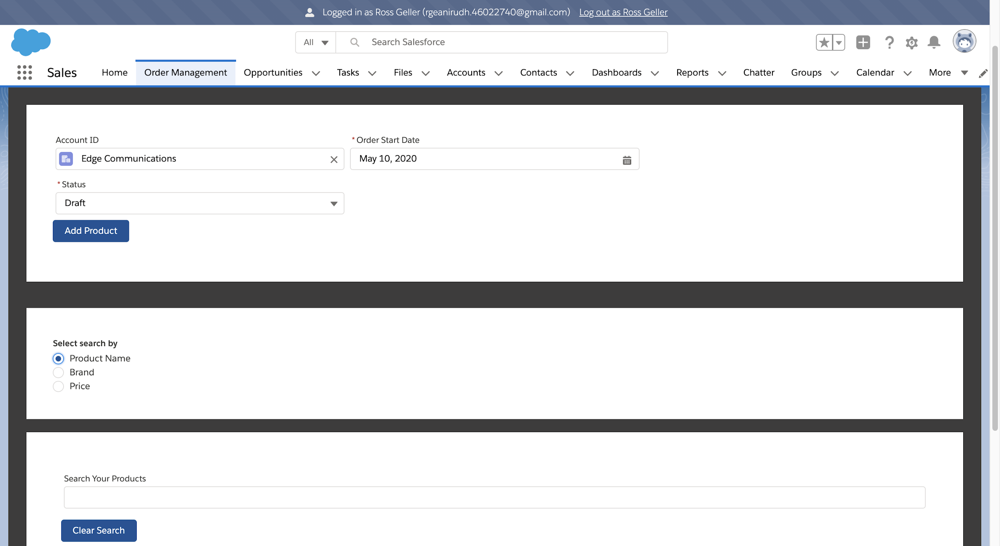 Logged in as Ross Geller (rgeanirudh.46022740@gmail.com) Log out as Ross Geller
All Search Salesforce
Sales Home Order Management Opportunities Tasks Files Accounts Contacts Dashboards Reports Chatter Groups Calendar More
Account ID * Order Start Date
Edge Communications May 10, 2020
* Status
Draft
Add Product
Select search by
Product Name
Brand
Price
Search Your Products
Clear Search